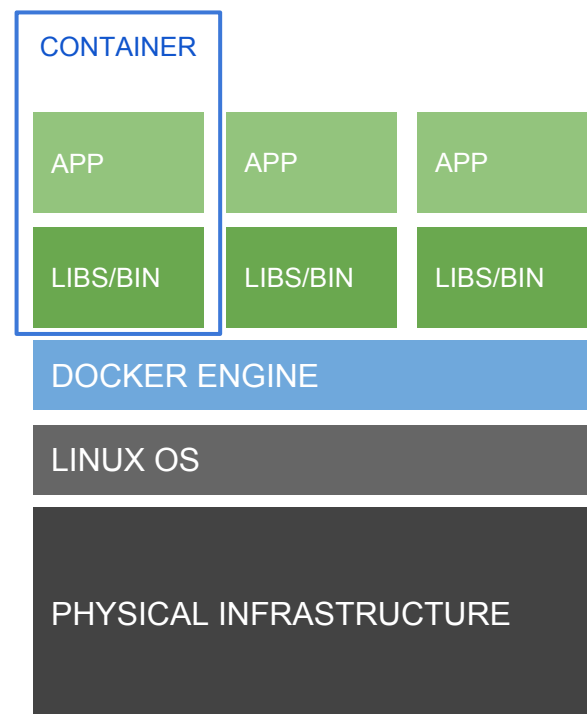 CONTAINER
APP
APP
APP
LIBS/BIN
LIBS/BIN
LIBS/BIN
DOCKER ENGINE
LINUX OS
PHYSICAL INFRASTRUCTURE